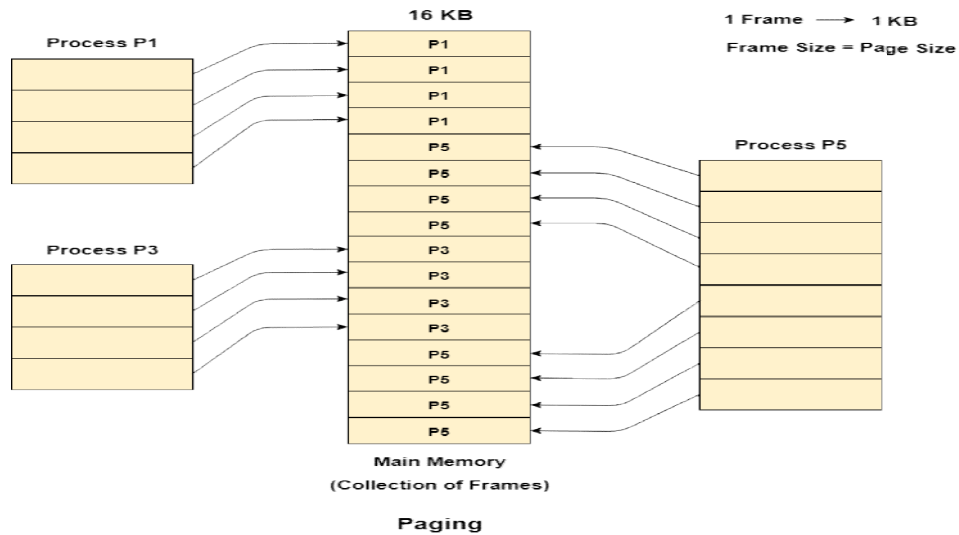 16 KB
1 Frame → 1 KB
Frame Size = Page Size
Process P1
P1
P1
P1
P1
P5
P5
P5
P5
P3
P3
P3
P3
P5
P5
P5
P5
Process P5
Process P3
Main Memory
(Collection of Frames)
Paging